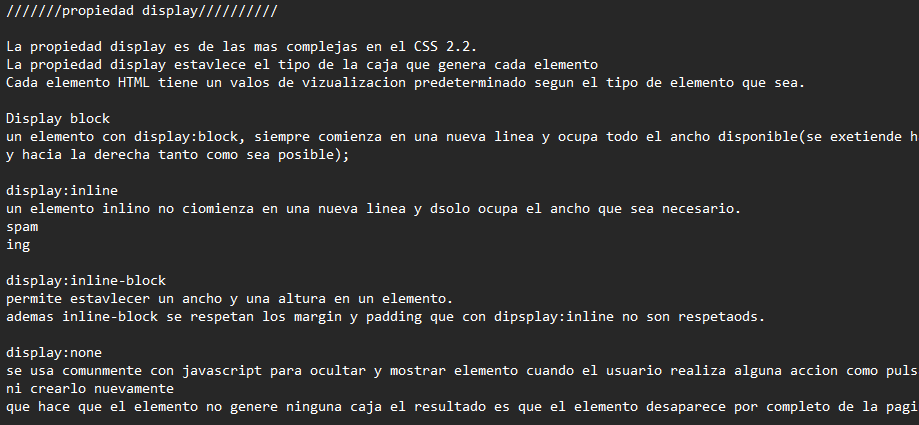 ///////propiedad display//////////
La propiedad display es de las mas complejas en el CSS 2.2.
La propiedad display estavlece el tipo de la caja que genera cada elemento
Cada elemento HTML tiene un valos de vizualizacion predeterminado segun el tipo de elemento que sea.
Display block
un elemento con display:block, siempre comienza en una nueva linea y ocupa todo el ancho disponible(se exetiende h
y hacia la derecha tanto como sea posible);
display:inline
un elemento inlino no ciomienza en una nueva linea y dsolo ocupa el ancho que sea necesario.
spam
ing
display:inline-block
permite estavlecer un ancho y una altura en un elemento.
ademas inline-block se respetan los margin y padding que con dipsplay:inline no son respetaods.
display:none
se usa comunmente con javascript para ocultar y mostrar elemento cuando el usuario realiza alguna accion como puls
ni crearlo nuevamente
que hace que el elemento no genere ninguna caja el resultado es que el elemento desaparece por completo de la pagi